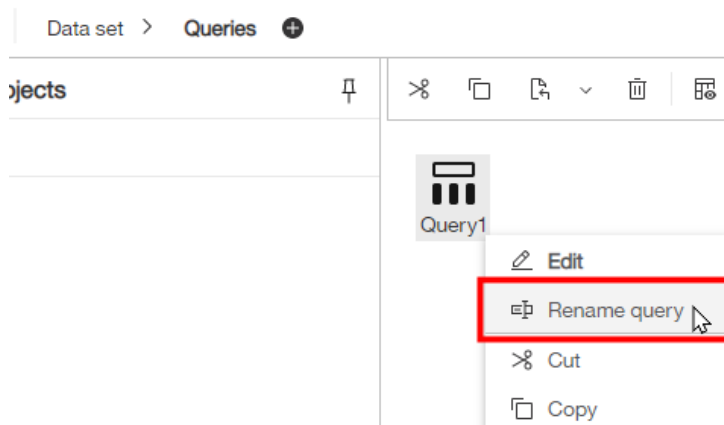 Data set > Queries
jects
Query1
Edit
Rename query
Cut
Copy